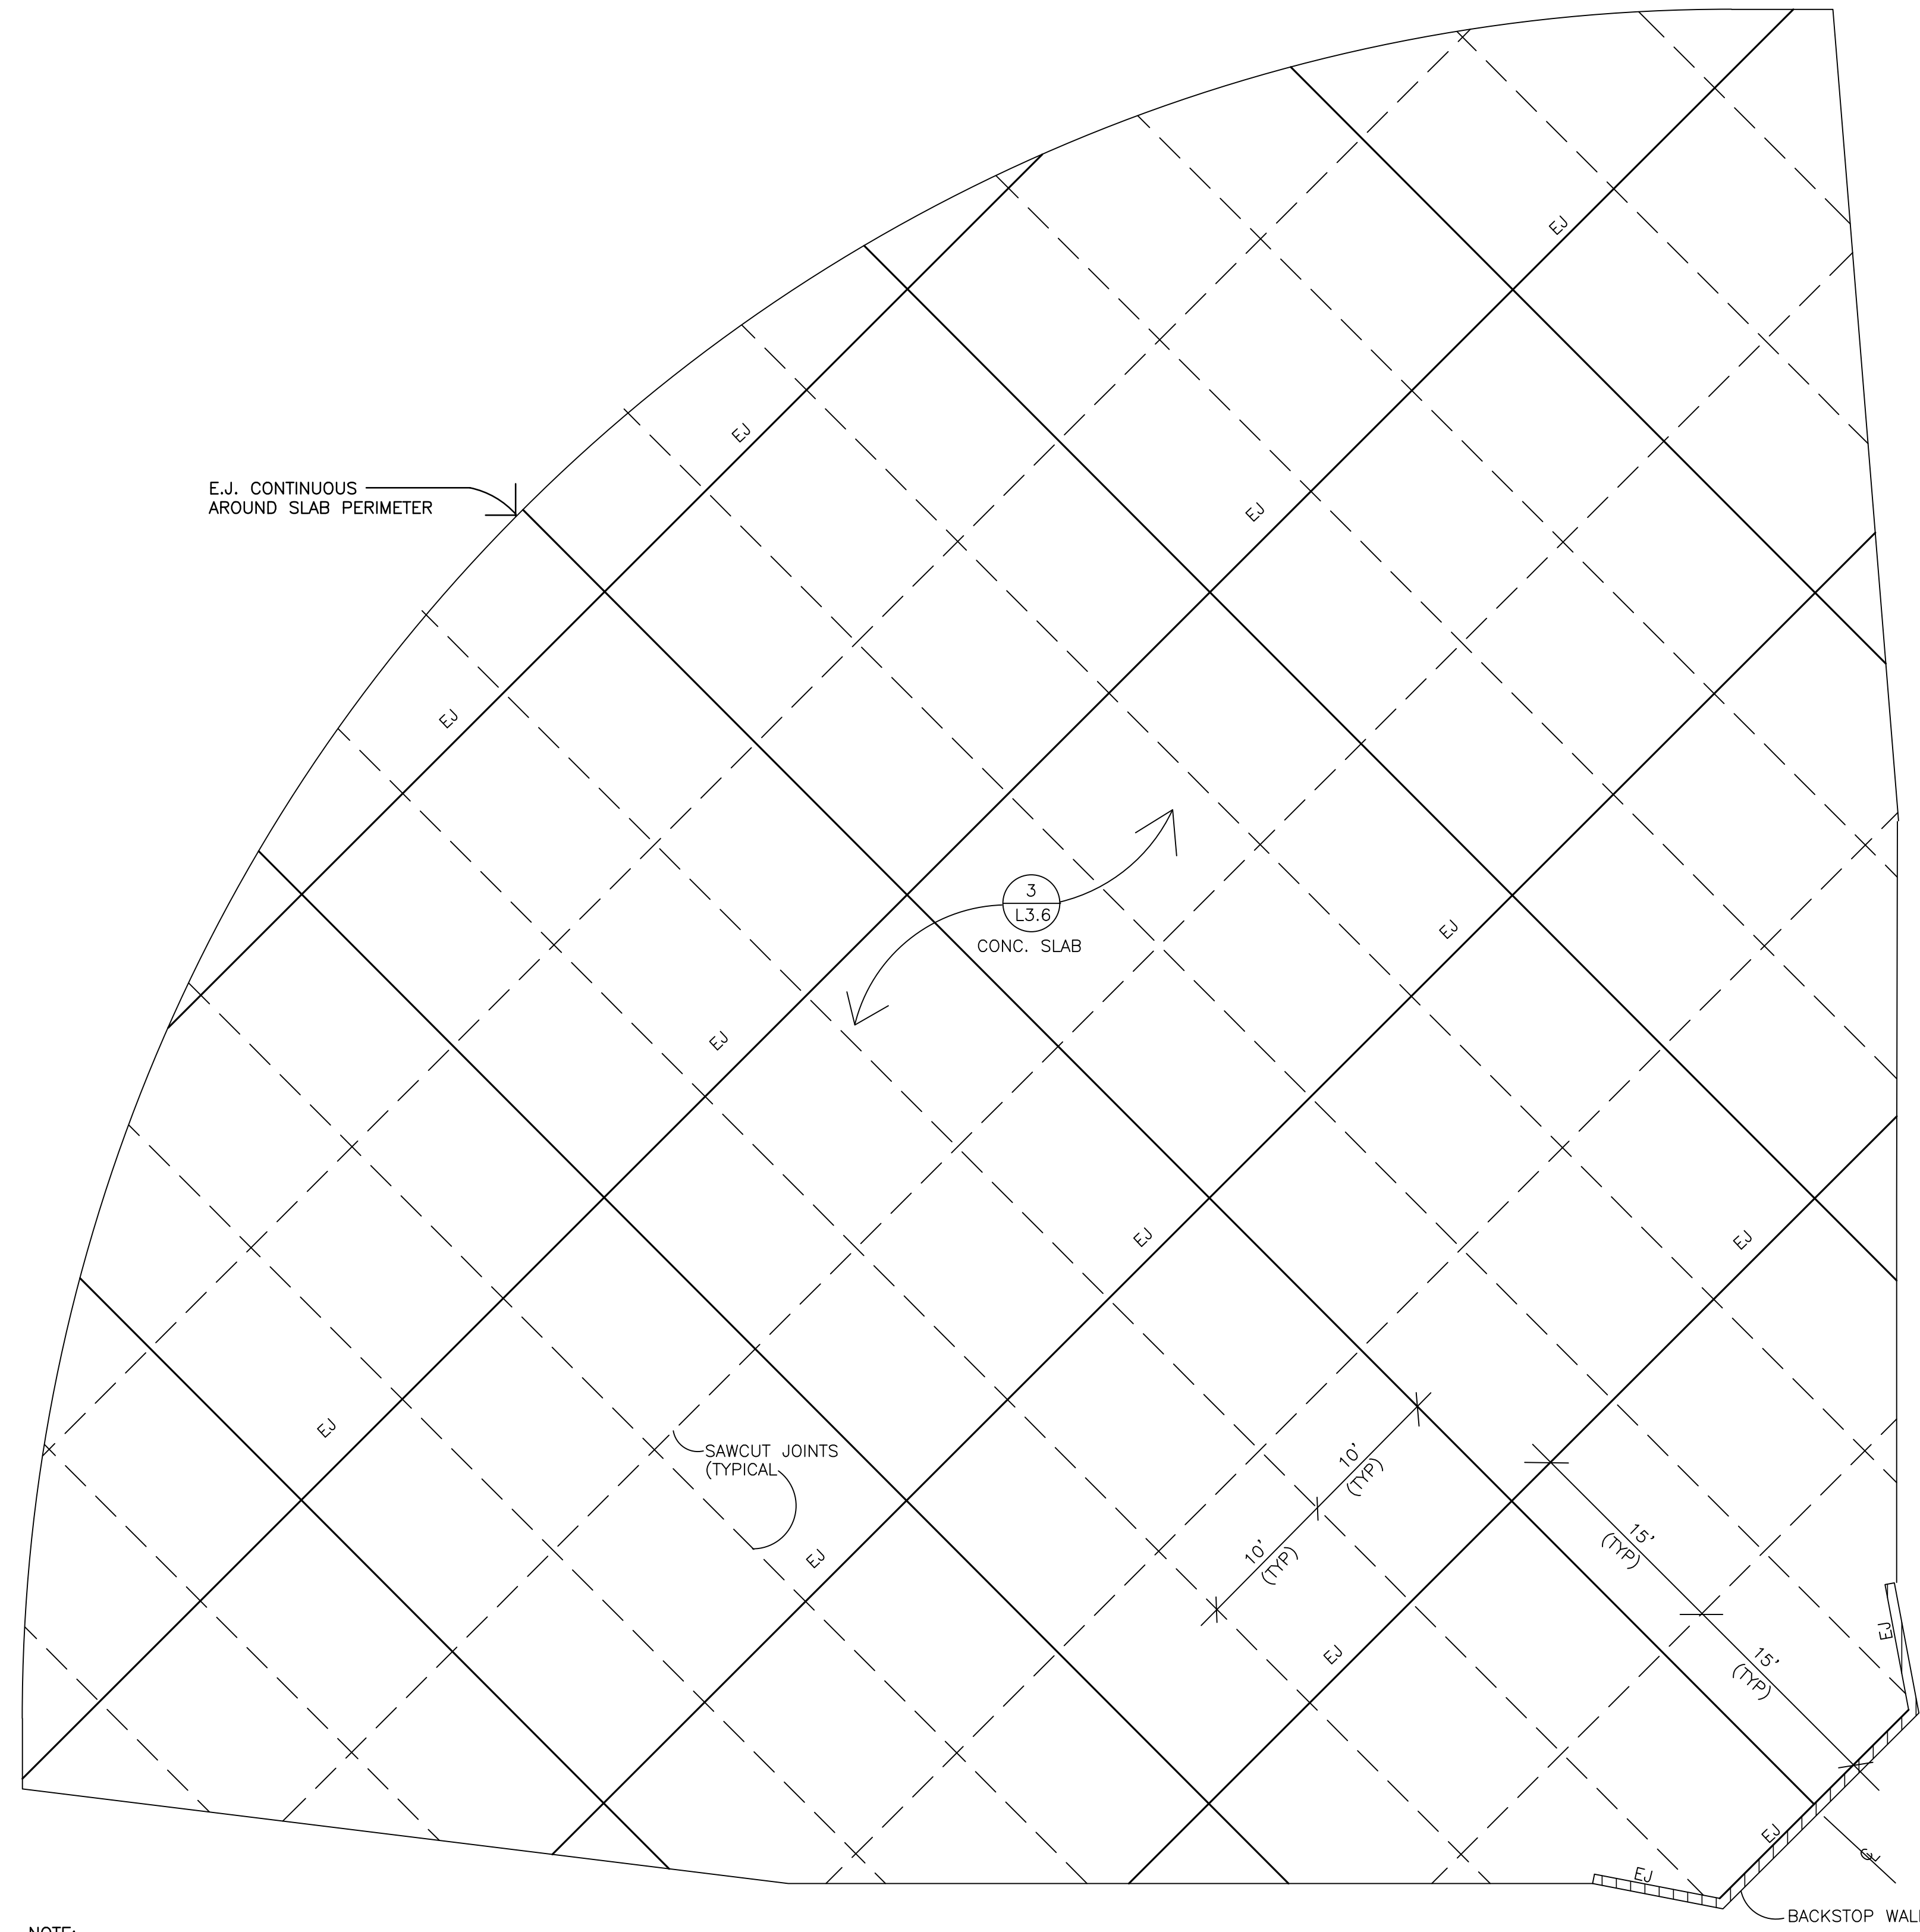 EJ
EJ
EJ
E.J. CONTINUOUS
AROUND SLAB PERIMETER
EJ
EJ
3
L3.6
CONC. SLAB
EJ
EJ
EJ
EJ
EJ
SAWCUT JOINTS
(TYPICAL
10'
(TYP)
10'
(TYP)
15'
(TYP)
EJ
EJ
EJ
15'
(TYP)
EJ
EJ
BACKSTOP WALL
NOTE: